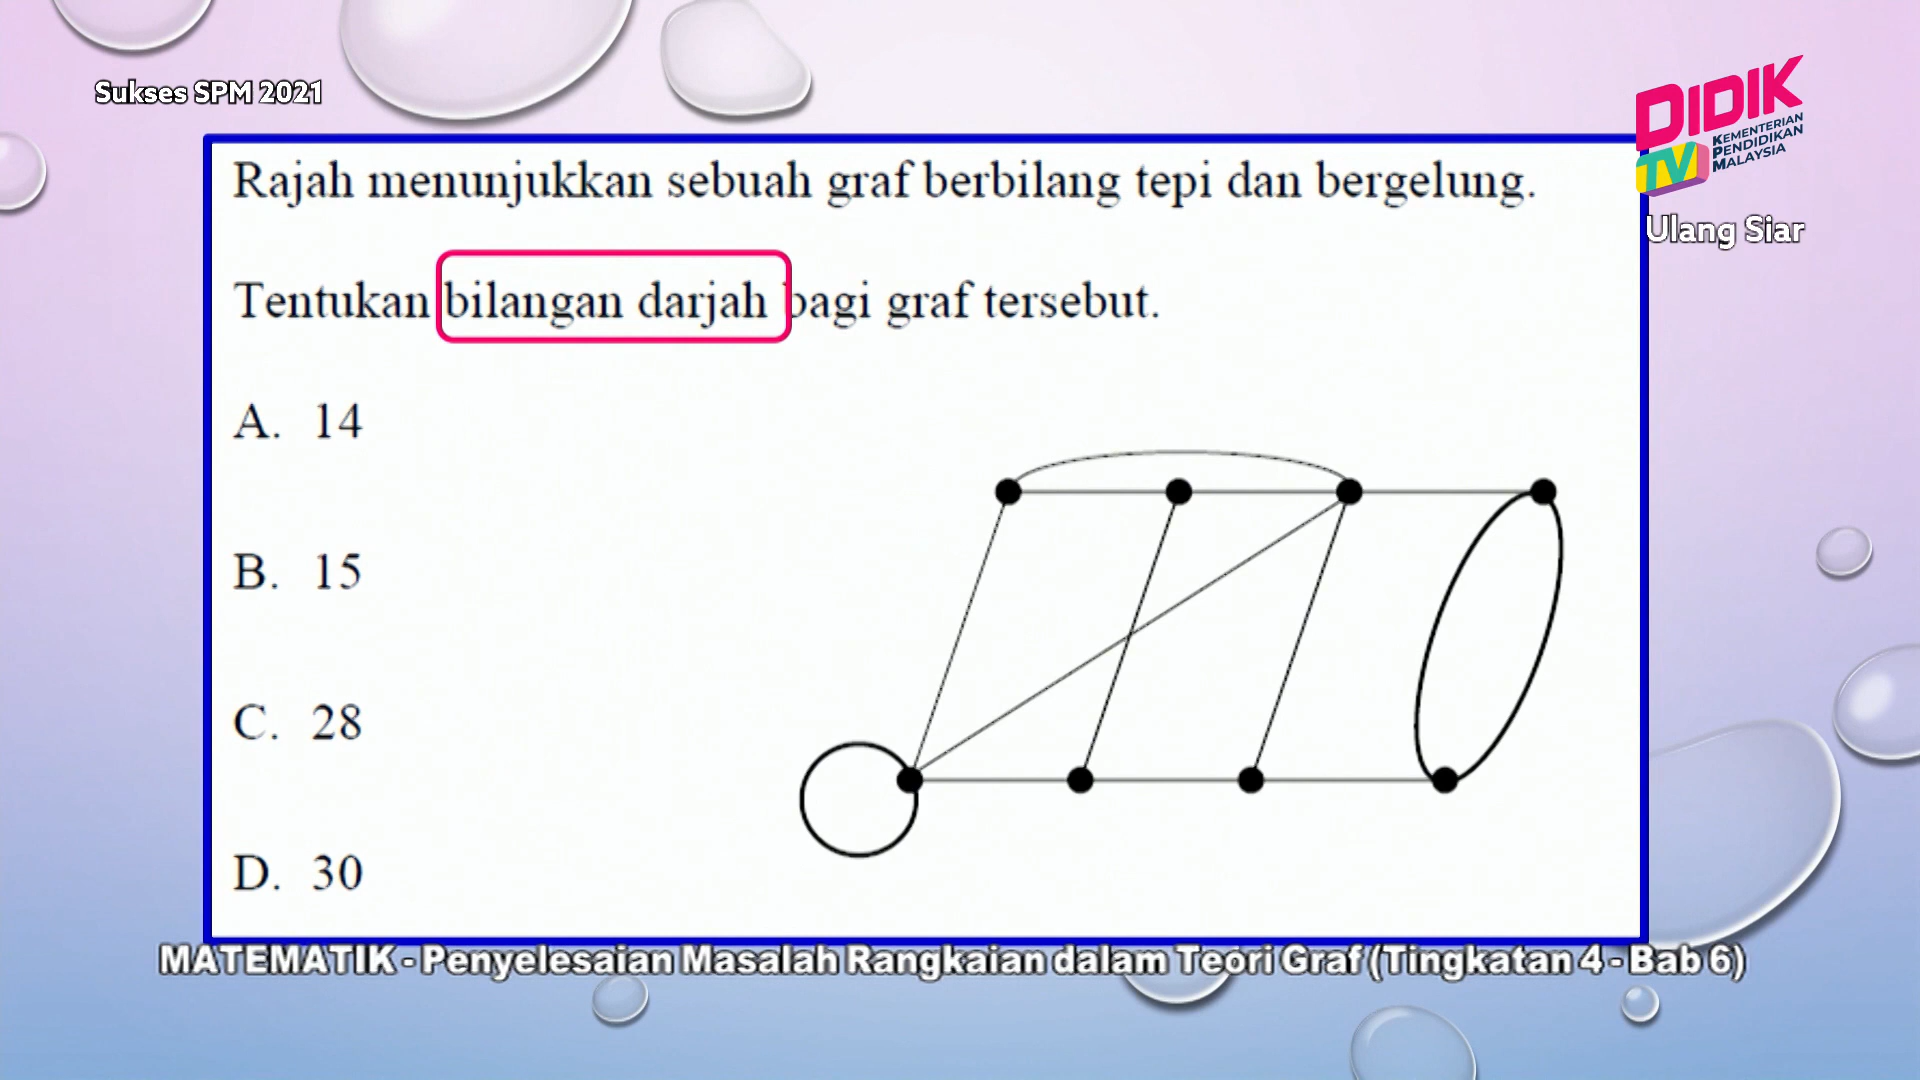 Sukses SPM 2021
DIDIK
TV
KEMENTERIAN
PENDIDIKAN
MALAYSIA
Ulang Siar
Rajah menunjukkan sebuah graf berbilang tepi dan bergelung.
Tentukan bilangan darjah bagi graf tersebut.
A. 14
B. 15
C. 28
D. 30
MATEMATIK - Penyelesaian Masalah Rangkaian dalam Teori Graf (Tingkatan 4 - Bab 6)